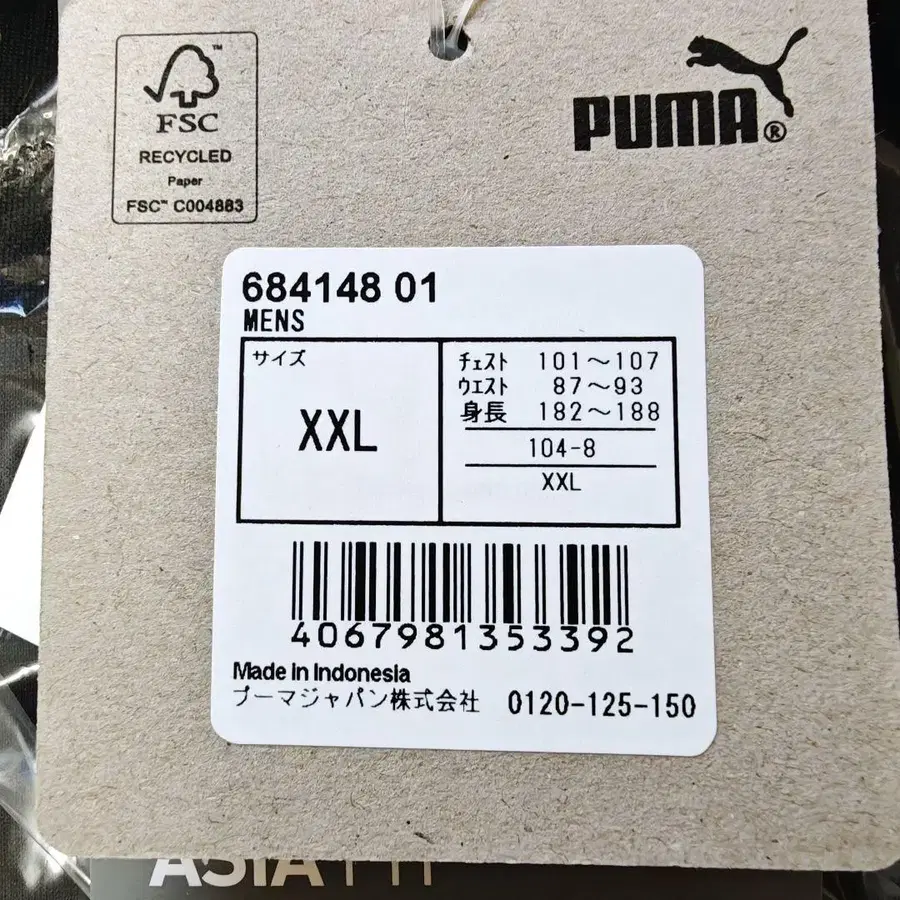 FSC
RECYCLED
Paper
FSC™ C004883
PUMA®
684148 01
MENS
サイズ
XXL
チェスト 101～107
ウエスト 87～93
身長 182～188
104-8
XXL
4067981353392
Made in Indonesia
プーマジャパン株式会社 0120-125-150
ASIA FIT